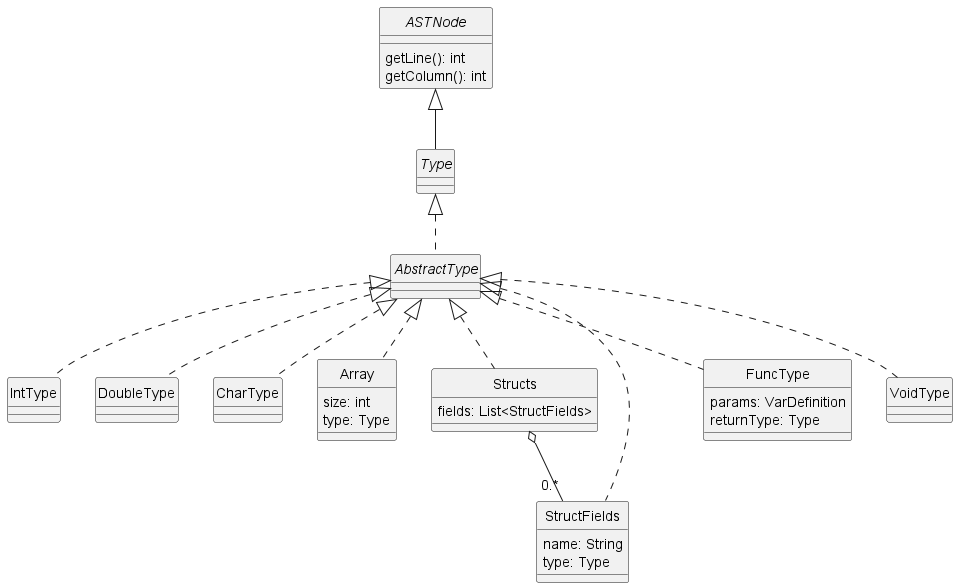 ASTNode
getLine(): int
getColumn(): int
Type
AbstractType
IntType
DoubleType
CharType
Array
size: int
type: Type
Structs
fields: List<StructFields>
FuncType
params: VarDefinition
returnType: Type
VoidType
0..*
StructFields
name: String
type: Type